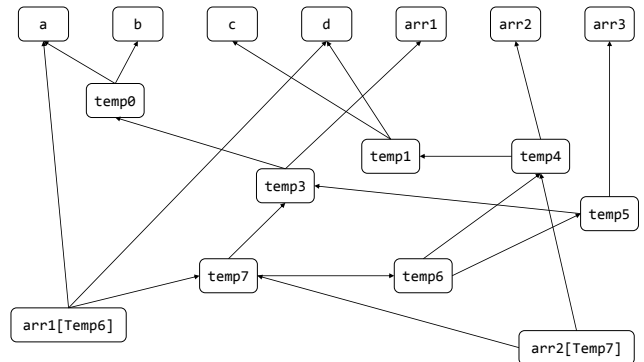 a
b
c
d
arr1
arr2
arr3
temp0
temp1
temp4
temp3
temp5
temp7
temp6
arr1[Temp6]
arr2[Temp7]